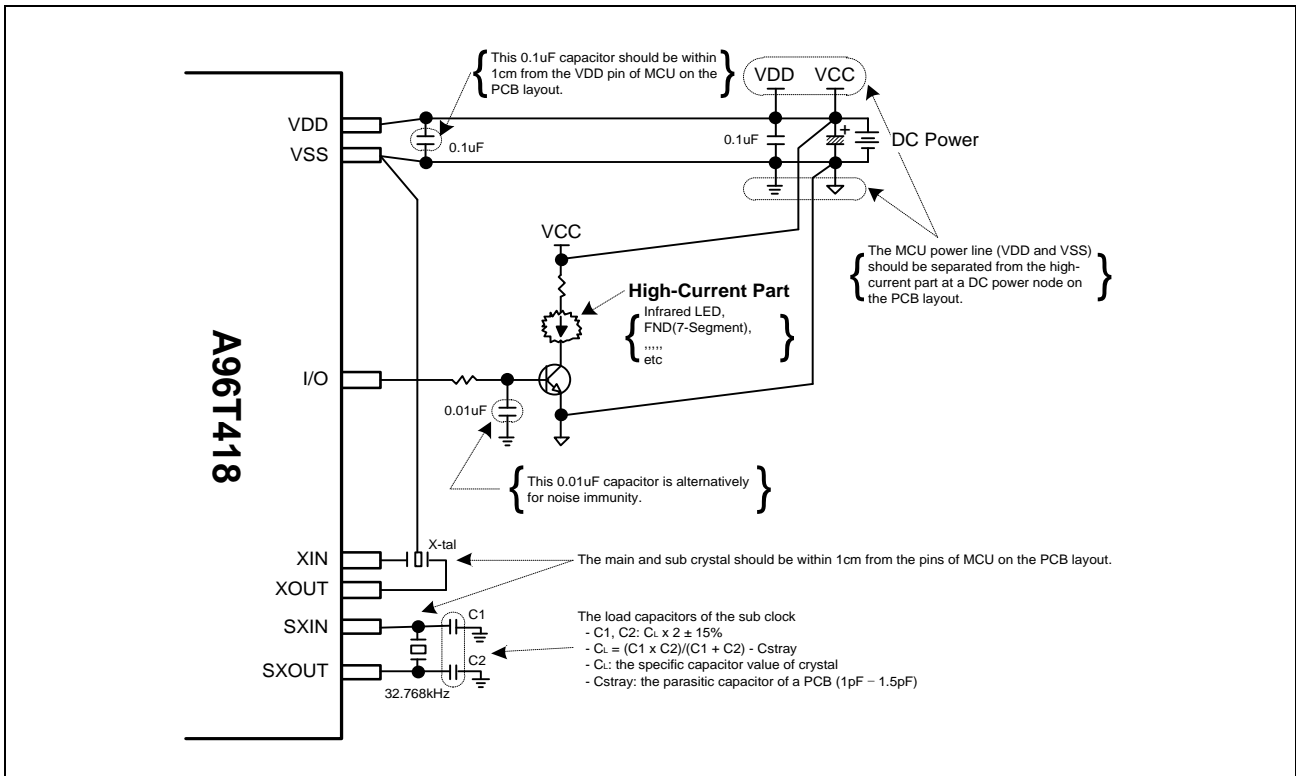 This 0.1uF capacitor should be within
1cm from the VDD pin of MCU on the
PCB layout.
VDD VCC
VDD
VSS
0.1uF
0.1uF
+
DC Power
The MCU power line (VDD and VSS)
should be separated from the high-
current part at a DC power node on
the PCB layout.
VCC
High-Current Part
Infrared LED,
FND(7-Segment),
,,,,,
etc
A96T418
I/O
0.01uF
This 0.01uF capacitor is alternatively
for noise immunity.
X-tal
XIN
XOUT
The main and sub crystal should be within 1cm from the pins of MCU on the PCB layout.
SXIN
SXOUT
C1
C2
32.768kHz
The load capacitors of the sub clock
- C1, C2: CL x 2 ± 15%
- CL = (C1 x C2)/(C1 + C2) - Cstray
- CL: the specific capacitor value of crystal
- Cstray: the parasitic capacitor of a PCB (1pF – 1.5pF)